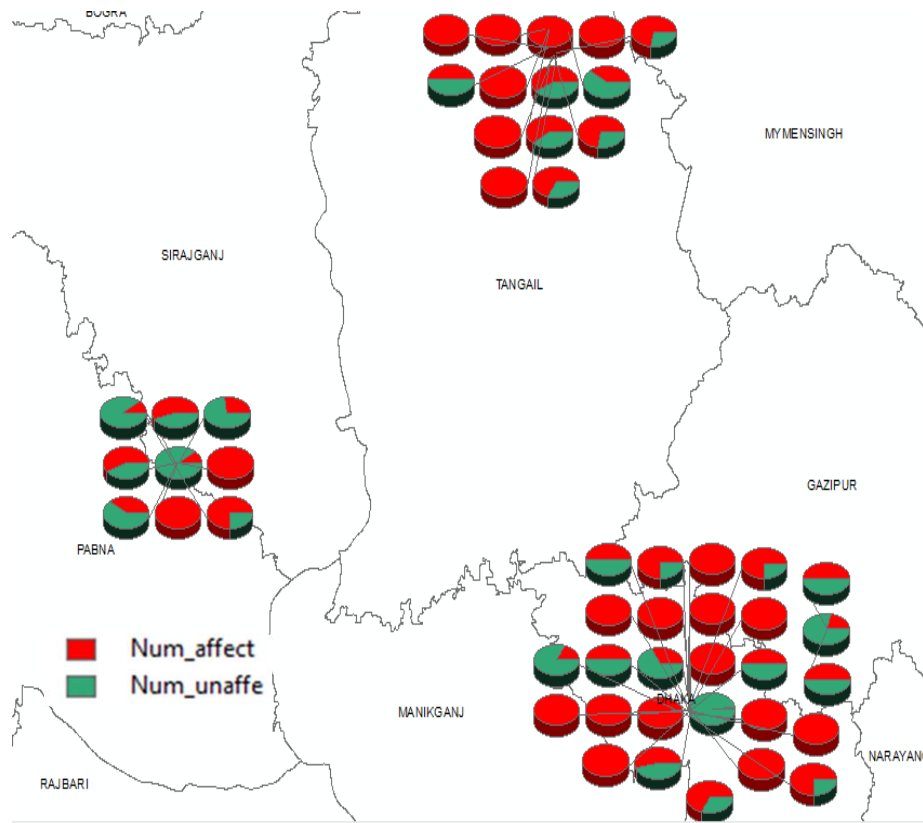 BOGRA
MYMENSINGH
SIRAJGANJ
TANGAIL
GAZIPUR
PABNA
Num_affect
Num_unaffe
DHAKA
MANIKGANJ
NARAYANG
RAJBARI